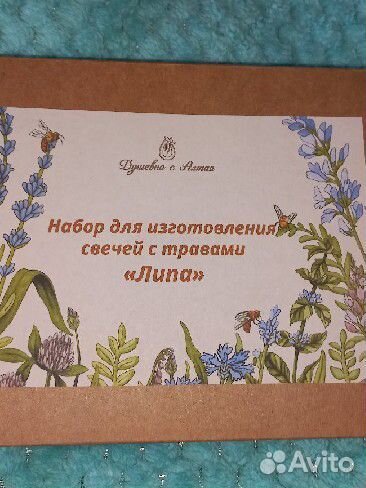 Душевно с Алтая
Набор для изготовления
свечей с травами
«Липа»
Avito